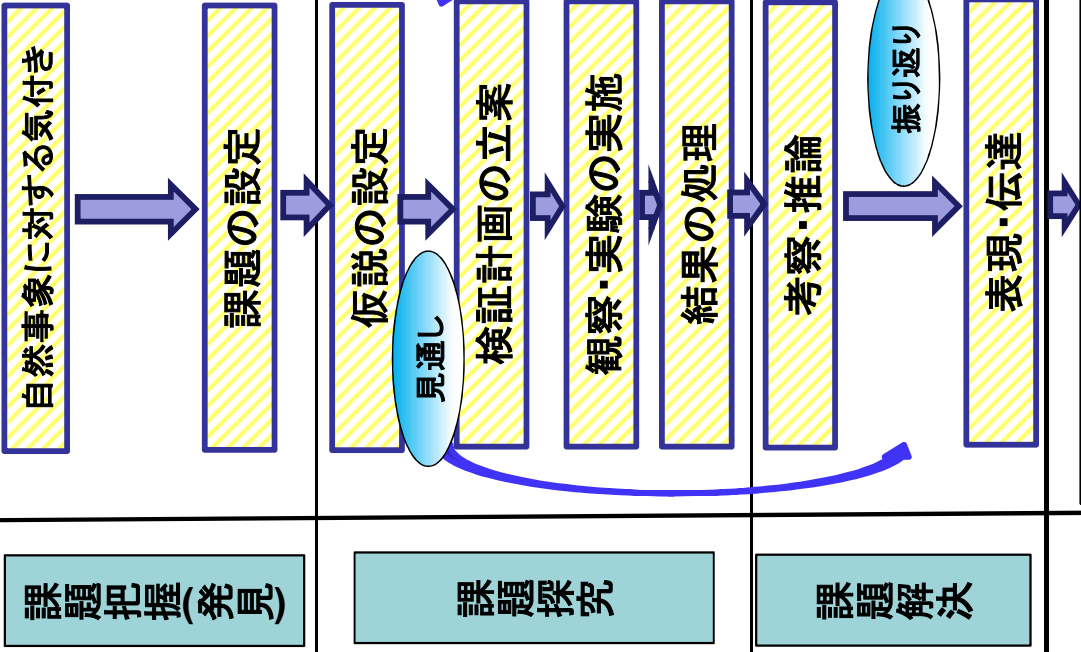 課題把握(発見)
自然事象に対する気付き
課題の設定
課題探究
仮説の設定
見通し
検証計画の立案
観察・実験の実施
結果の処理
課題解決
考察・推論
振り返り
表現・伝達